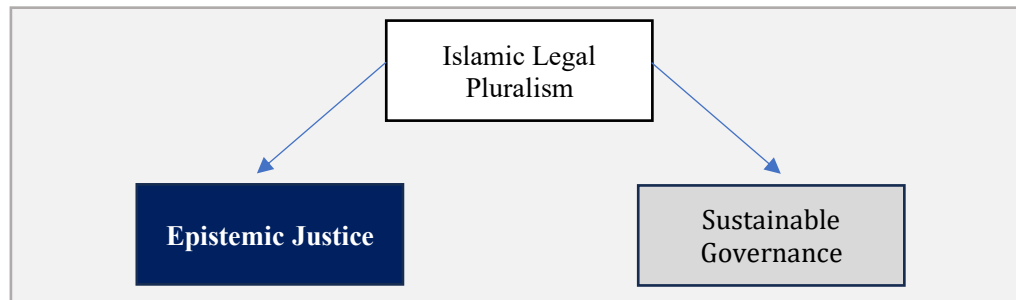 Islamic Legal
Pluralism
Epistemic Justice
Sustainable
Governance